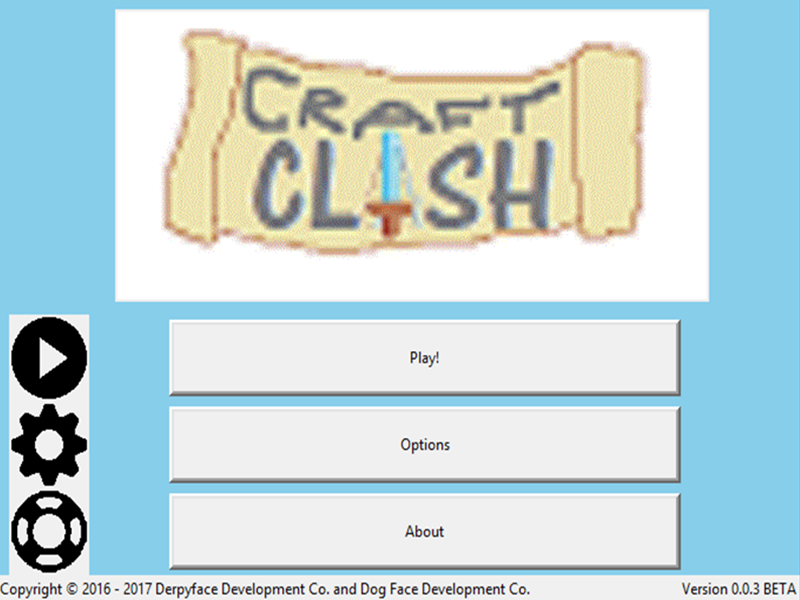 CRAFT
CLASH
Play!
Options
About
Copyright © 2016 - 2017 Derpyface Development Co. and Dog Face Development Co.
Version 0.0.3 BETA